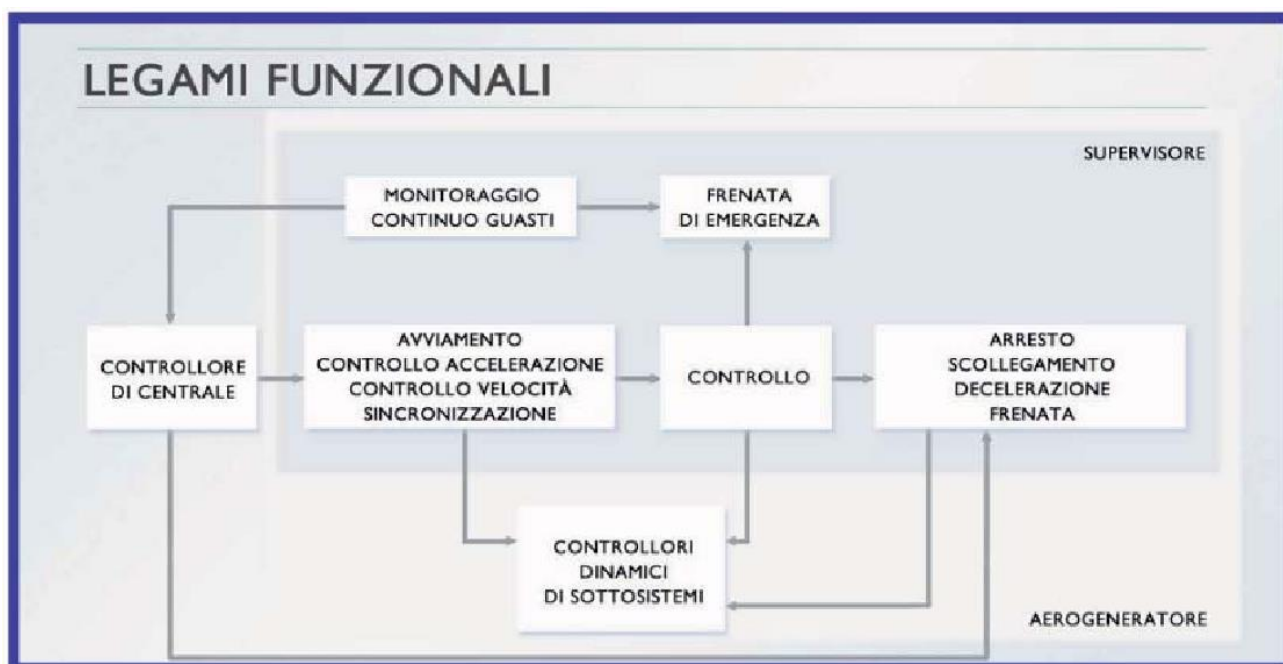 LEGAMI FUNZIONALI
SUPERVISORE
MONITORAGGIO
CONTINUO GUASTI
FRENATA
DI EMERGENZA
CONTROLLORE
DI CENTRALE
AVVIAMENTO
CONTROLLO ACCELERAZIONE
CONTROLLO VELOCITÀ
SINCRONIZZAZIONE
CONTROLLO
ARRESTO
SCOLLEGAMENTO
DECELERAZIONE
FRENATA
CONTROLLORI
DINAMICI
DI SOTTOSISTEMI
AEROGENERATORE